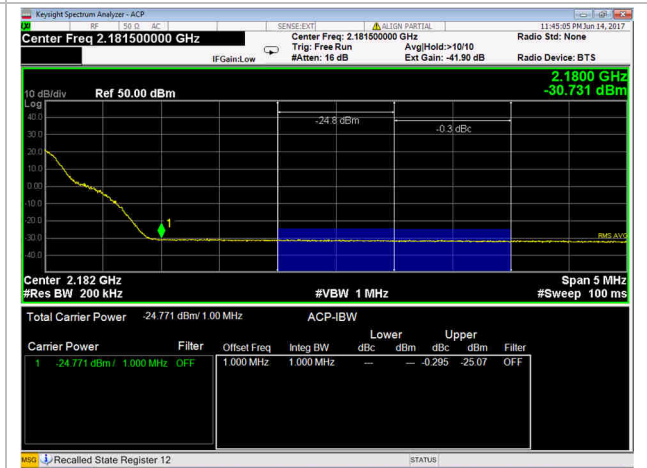 Keysight Spectrum Analyzer - ACP
RF 50 Ω AC SENSE:EXT ALIGN PARTIAL 11:45:05 PM Jun 14, 2017
Center Freq 2.181500000 GHz Center Freq: 2.181500000 GHz Radio Std: None
Trig: Free Run Avg|Hold:>10/10
IFGain:Low #Atten: 16 dB Ext Gain: -41.90 dB Radio Device: BTS
2.1800 GHz
10 dB/div Ref 50.00 dBm -30.731 dBm
Log
40.0
-24.8 dBm
-0.3 dBc
30.0
20.0
10.0
0.00
-10.0
-20.0
1
-30.0
RMS AVG
-40.0
Center 2.182 GHz Span 5 MHz
#Res BW 200 kHz #VBW 1 MHz #Sweep 100 ms
Total Carrier Power -24.771 dBm/ 1.00 MHz ACP-IBW
Lower Upper
Carrier Power Filter Offset Freq Integ BW dBc dBm dBc dBm Filter
1 -24.771 dBm / 1.000 MHz OFF 1.000 MHz 1.000 MHz --- --- -0.295 -25.07 OFF
MSG Recalled State Register 12 STATUS